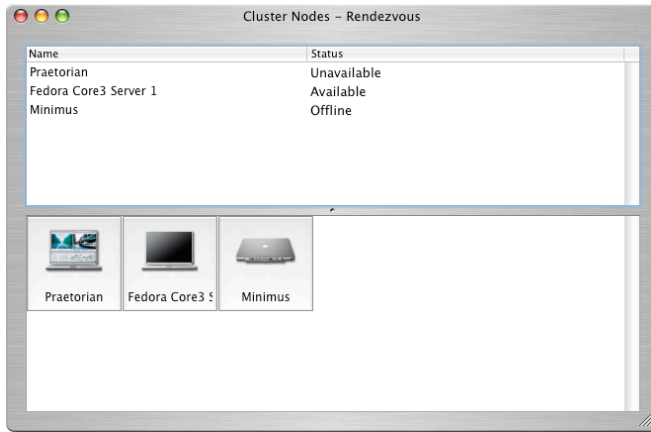 Cluster Nodes – Rendezvous
Name Status
Praetorian Unavailable
Fedora Core3 Server 1 Available
Minimus Offline
Praetorian Fedora Core3 S Minimus